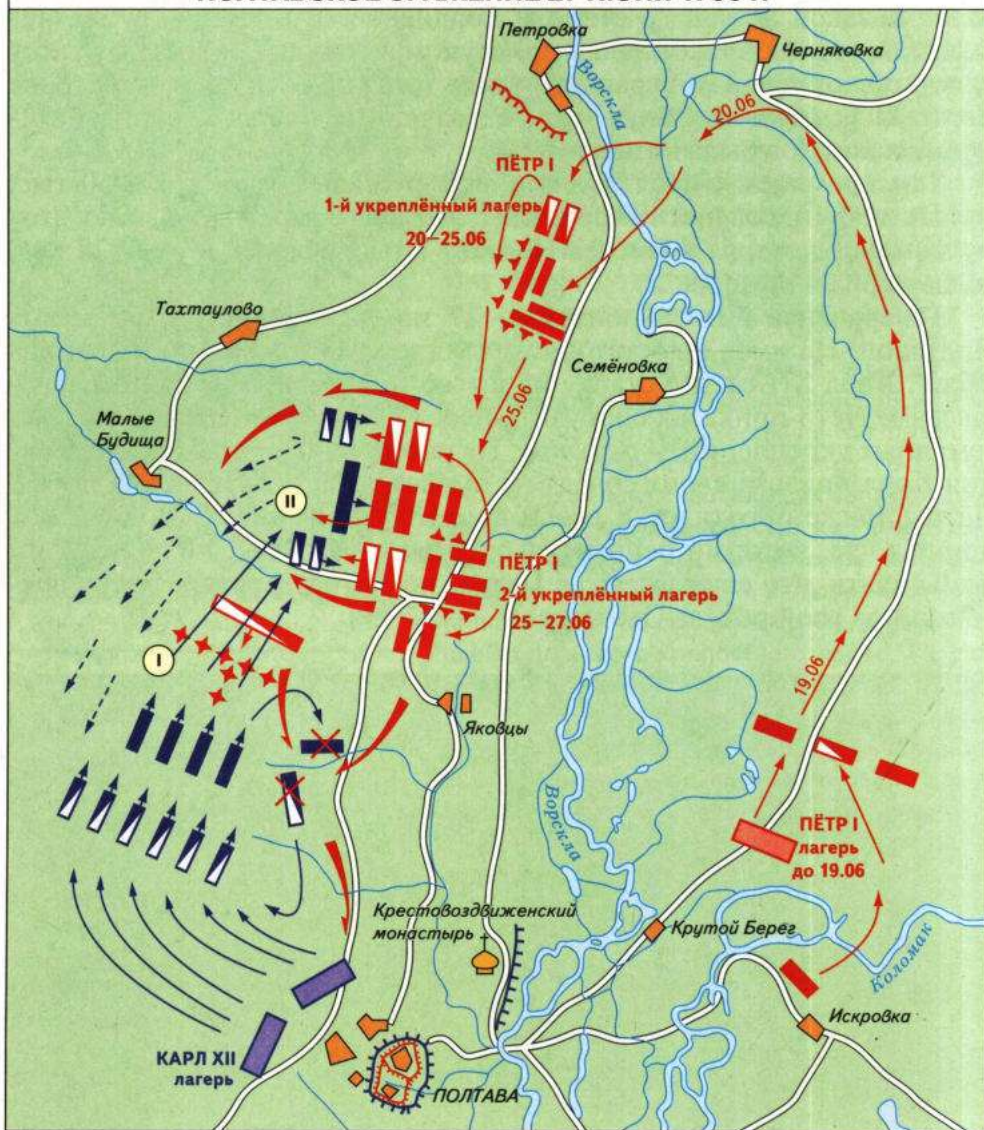 Петровка
Черняковка
Ворскла
20.06
ПЁТР I
1-й укреплённый лагерь
20–25.06
Тахтаулово
Семёновка
25.06
Малые
Будища
II
ПЁТР I
2-й укреплённый лагерь
25–27.06
I
19.06
Яковцы
Ворскла
ПЁТР I
лагерь
до 19.06
Крестовоздвиженский
монастырь
Крутой Берег
Коломак
Искровка
КАРЛ XII
лагерь
ПОЛТАВА